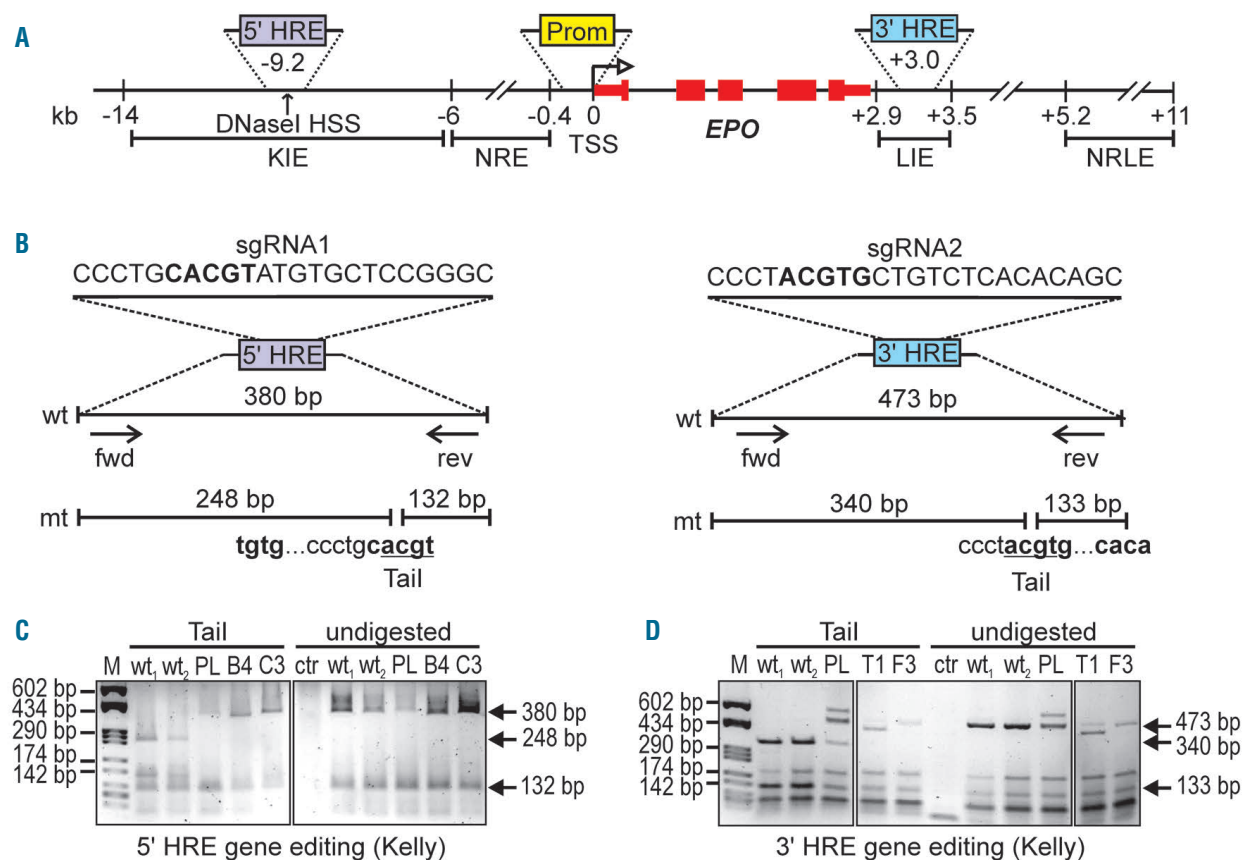 A
5' HRE
Prom
3' HRE
-9.2
+3.0
kb
-14
DNaseI HSS
-6
-0.4
0
EPO
+2.9
+3.5
+5.2
+11
KIE
NRE
TSS
LIE
NRLE
B
sgRNA1
CCCTGCACGTATGTGCTCCGGGC
5' HRE
380 bp
wt
fwd
rev
248 bp
132 bp
mt
tgtg...ccctgcacgt
Tail
sgRNA2
CCCTACGTGCTGTCTCACACAGC
3' HRE
473 bp
wt
fwd
rev
340 bp
133 bp
mt
ccctacgtg...caca
Tail
C
Tail
undigested
M wt1 wt2 PL B4 C3
ctr wt1 wt2 PL B4 C3
602 bp
434 bp
290 bp
174 bp
142 bp
380 bp
248 bp
132 bp
5' HRE gene editing (Kelly)
D
Tail
undigested
M wt1 wt2 PL T1 F3
ctr wt1 wt2 PL T1 F3
602 bp
434 bp
290 bp
174 bp
142 bp
473 bp
340 bp
133 bp
3' HRE gene editing (Kelly)